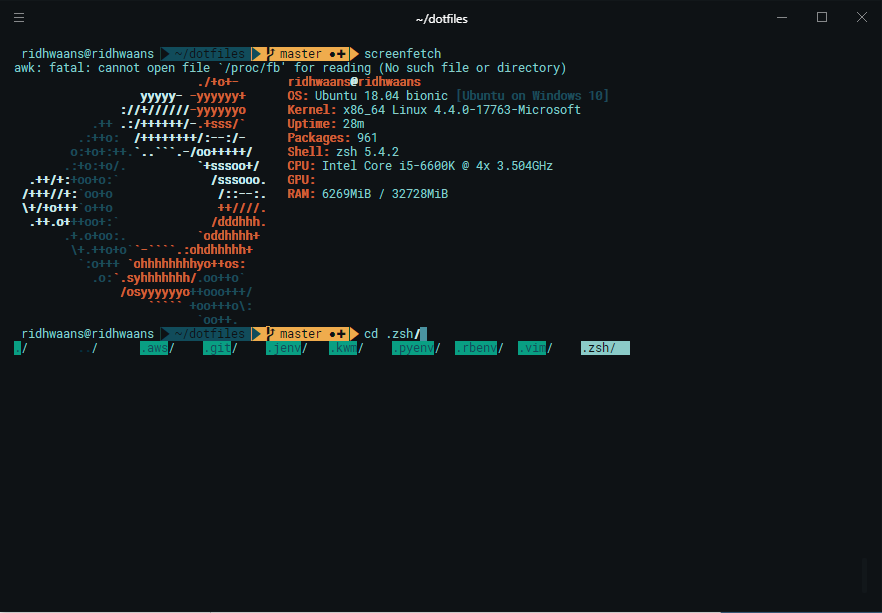 ~/dotfiles
ridhwaans@ridhwaans ~/dotfiles master ●✚ screenfetch
awk: fatal: cannot open file `/proc/fb' for reading (No such file or directory)
./+o+- ridhwaans@ridhwaans
yyyyy- -yyyyyy+ OS: Ubuntu 18.04 bionic [Ubuntu on Windows 10]
://+//////-yyyyyyo Kernel: x86_64 Linux 4.4.0-17763-Microsoft
.++ .:/++++++/-.+sss/` Uptime: 28m
.:++o: /++++++++/:--:/- Packages: 961
o:+o+:++.`..```.-/oo+++++/ Shell: zsh 5.4.2
.:+o:+o/. `+sssoo+/ CPU: Intel Core i5-6600K @ 4x 3.504GHz
.++/+:+oo+o:` /sssooo. GPU:
/+++//+:`oo+o /::--:. RAM: 6269MiB / 32728MiB
\+/+o+++`o++o ++////.
.++.o+++oo+:` /dddhhh.
.+.o+oo:. `oddhhhh+
\+.++o+o``-````.:ohdhhhhh+
`:o+++ `ohhhhhhhhyo++os:
.o:`.syhhhhhhh/.oo++o`
/osyyyyyyo++ooo+++/
````` +oo+++o\:
`oo++.
ridhwaans@ridhwaans ~/dotfiles master ●✚ cd .zsh/
./ ../ .aws/ .git/ .jenv/ .kwm/ .pyenv/ .rbenv/ .vim/ .zsh/